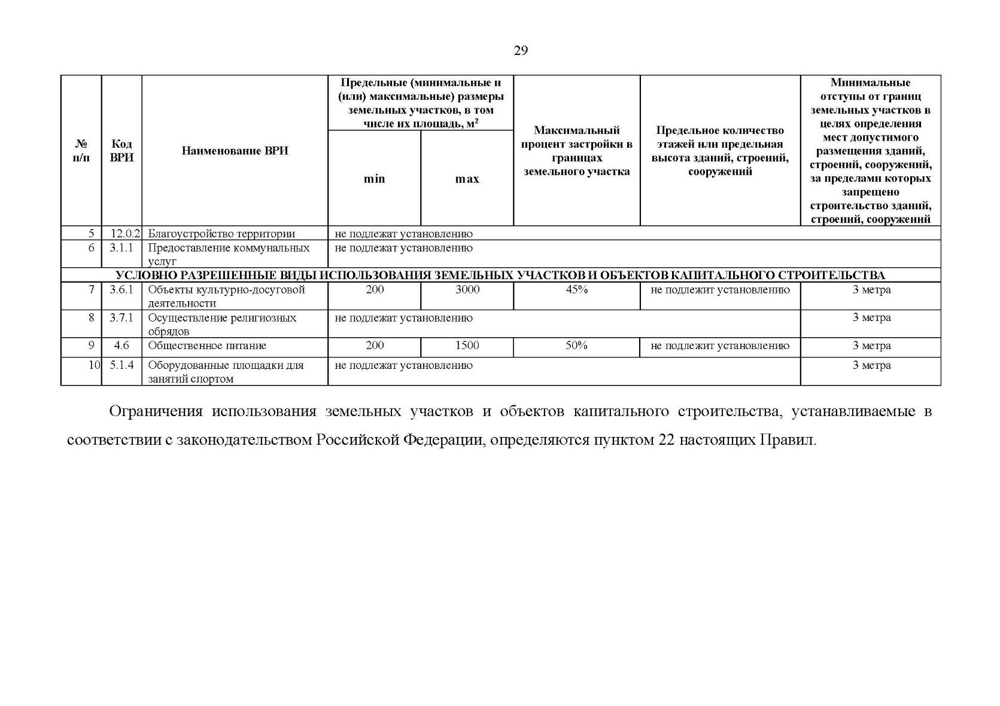 29
№
п/п
Код
ВРИ
Наименование ВРИ
Предельные (минимальные и
(или) максимальные) размеры
земельных участков, в том
числе их площадь, м²
min
max
Максимальный
процент застройки в
границах
земельного участка
Предельное количество
этажей или предельная
высота зданий, строений,
сооружений
Минимальные
отступы от границ
земельных участков в
целях определения
мест допустимого
размещения зданий,
строений, сооружений,
за пределами которых
запрещено
строительство зданий,
строений, сооружений
5 12.0.2 Благоустройство территории не подлежат установлению
6 3.1.1 Предоставление коммунальных не подлежат установлению
услуг
УСЛОВНО РАЗРЕШЕННЫЕ ВИДЫ ИСПОЛЬЗОВАНИЯ ЗЕМЕЛЬНЫХ УЧАСТКОВ И ОБЪЕКТОВ КАПИТАЛЬНОГО СТРОИТЕЛЬСТВА
7 3.6.1 Объекты культурно-досуговой 200 3000 45% не подлежит установлению 3 метра
деятельности
8 3.7.1 Осуществление религиозных не подлежат установлению 3 метра
обрядов
9 4.6 Общественное питание 200 1500 50% не подлежит установлению 3 метра
10 5.1.4 Оборудованные площадки для не подлежат установлению 3 метра
занятий спортом
Ограничения использования земельных участков и объектов капитального строительства, устанавливаемые в
соответствии с законодательством Российской Федерации, определяются пунктом 22 настоящих Правил.